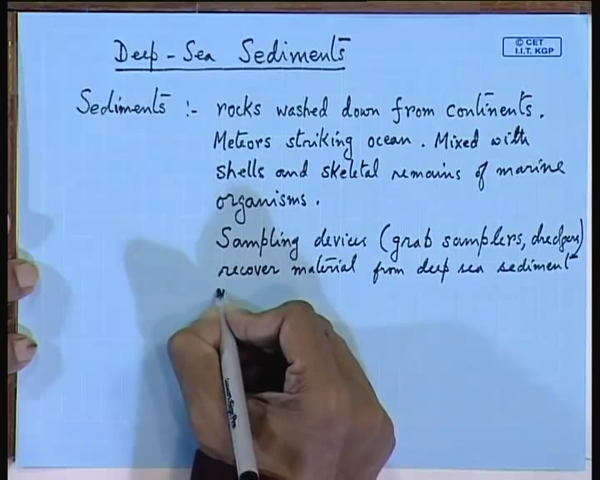 Deep-Sea Sediments
© CET
I.I.T. KGP
Sediments :- rocks washed down from continents.
Meteors striking ocean. Mixed with
shells and skeletal remains of marine
organisms.
Sampling devices (grab samplers, dredgers)
recover material from deep sea sediment